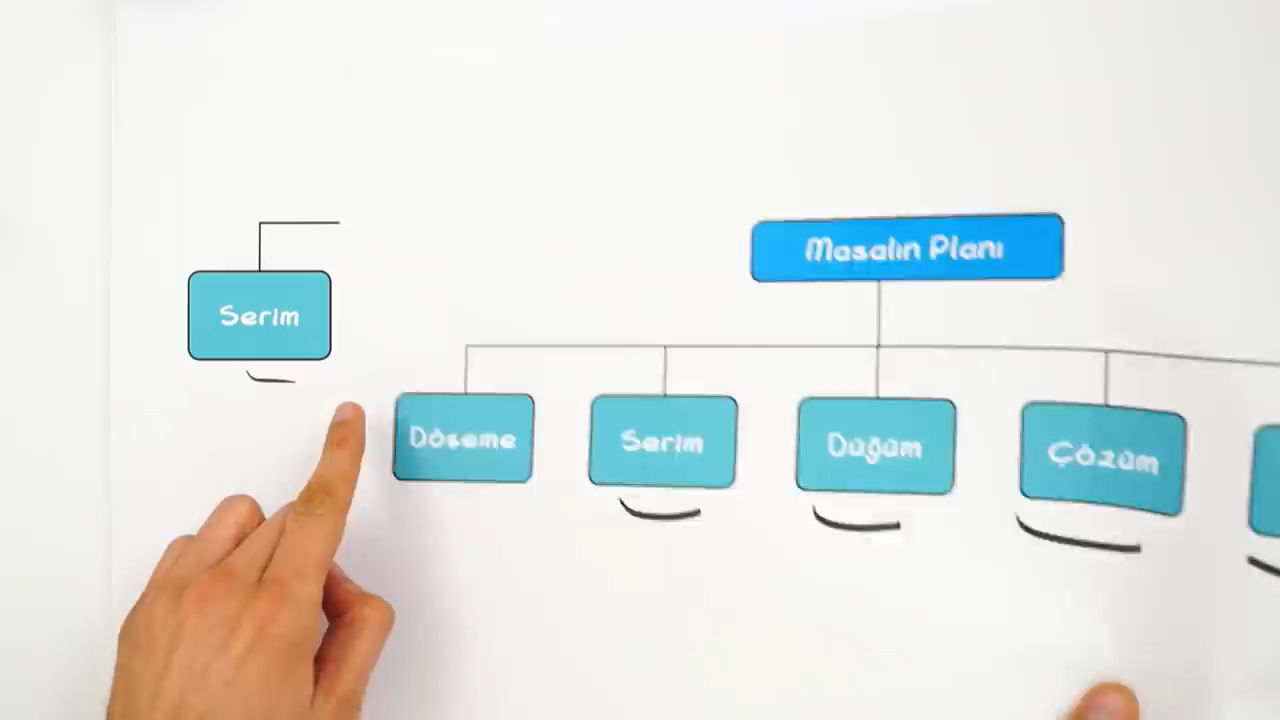 Masalın Planı
Serim
Döşeme
Serim
Düğüm
Çözüm